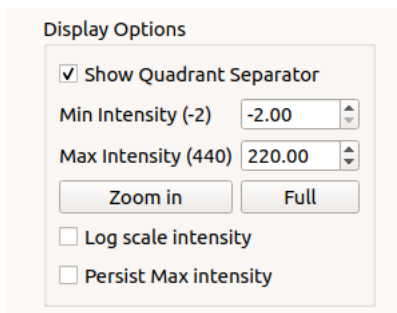 Display Options
Show Quadrant Separator
Min Intensity (-2) -2.00
Max Intensity (440) 220.00
Zoom in Full
Log scale intensity
Persist Max intensity